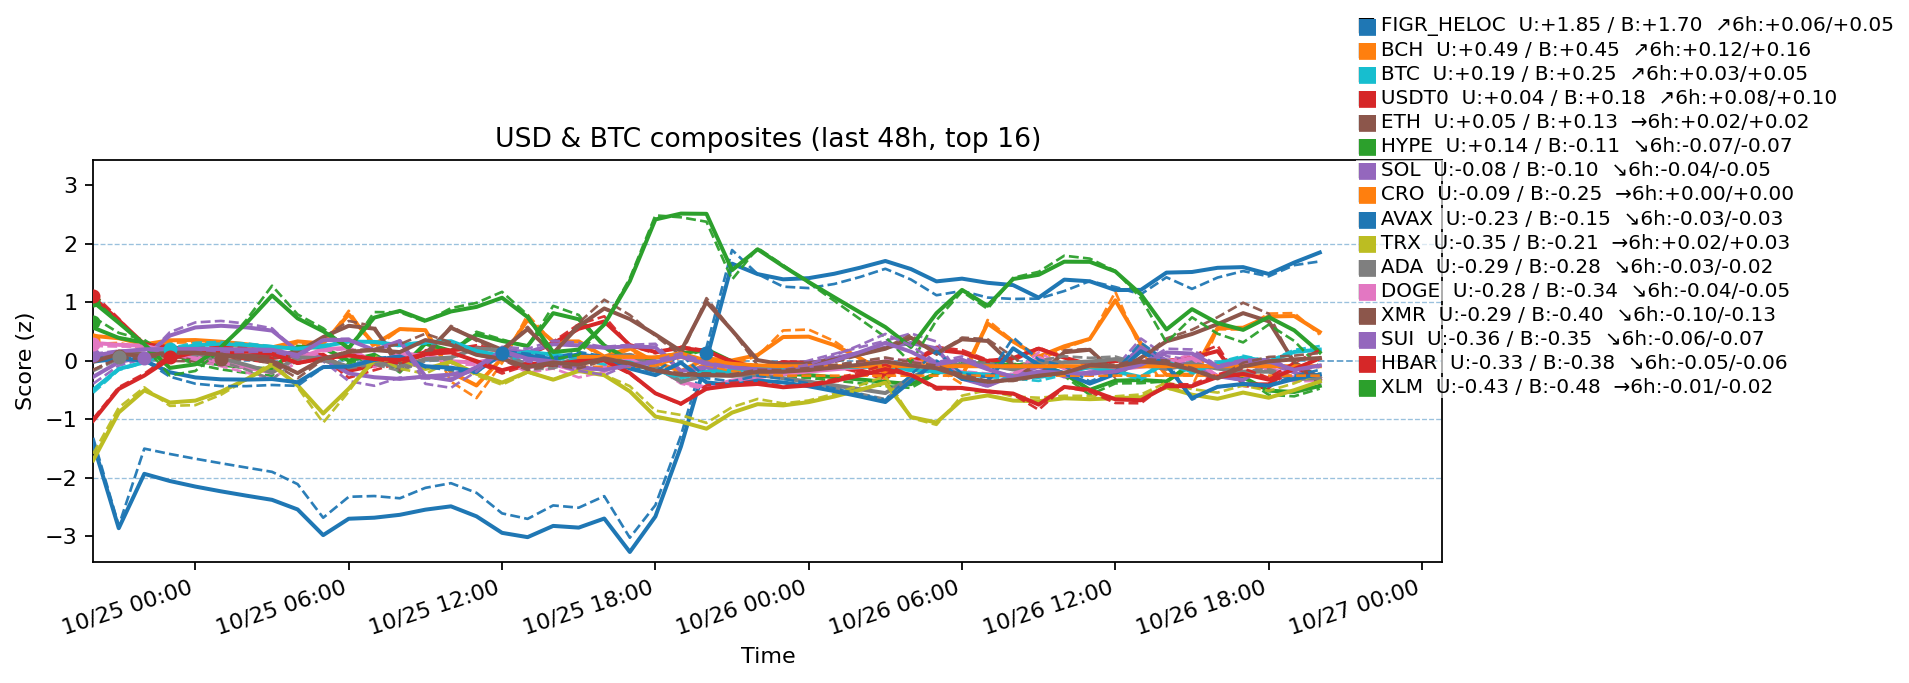 FIGR_HELOC U:+1.85 / B:+1.70 ↗6h:+0.06/+0.05
BCH U:+0.49 / B:+0.45 ↗6h:+0.12/+0.16
BTC U:+0.19 / B:+0.25 ↗6h:+0.03/+0.05
USDT0 U:+0.04 / B:+0.18 ↗6h:+0.08/+0.10
ETH U:+0.05 / B:+0.13 →6h:+0.02/+0.02
HYPE U:+0.14 / B:-0.11 ↘6h:-0.07/-0.07
SOL U:-0.08 / B:-0.10 ↘6h:-0.04/-0.05
CRO U:-0.09 / B:-0.25 →6h:+0.00/+0.00
AVAX U:-0.23 / B:-0.15 ↘6h:-0.03/-0.03
TRX U:-0.35 / B:-0.21 →6h:+0.02/+0.03
ADA U:-0.29 / B:-0.28 ↘6h:-0.03/-0.02
DOGE U:-0.28 / B:-0.34 ↘6h:-0.04/-0.05
XMR U:-0.29 / B:-0.40 ↘6h:-0.10/-0.13
SUI U:-0.36 / B:-0.35 ↘6h:-0.06/-0.07
HBAR U:-0.33 / B:-0.38 ↘6h:-0.05/-0.06
XLM U:-0.43 / B:-0.48 →6h:-0.01/-0.02
USD & BTC composites (last 48h, top 16)
Score (z)
3
2
1
0
−1
−2
−3
10/25 00:00
10/25 06:00
10/25 12:00
10/25 18:00
10/26 00:00
10/26 06:00
10/26 12:00
10/26 18:00
10/27 00:00
Time